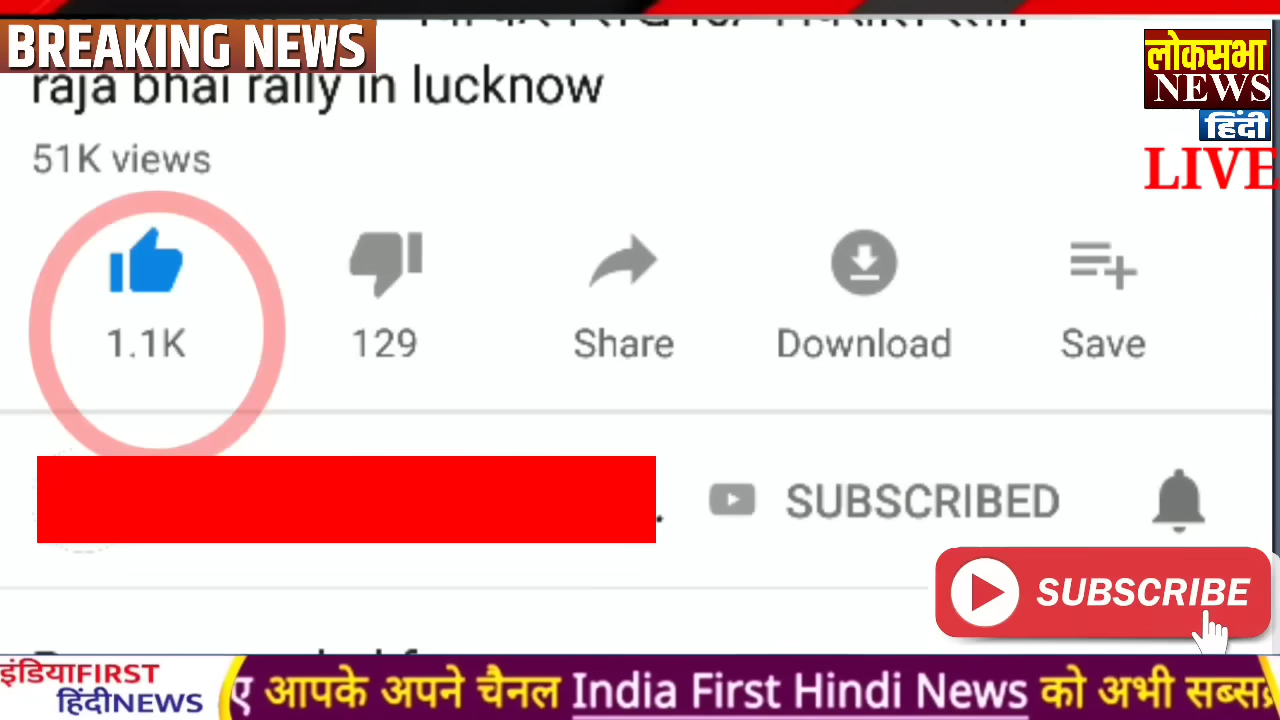 BREAKING NEWS
raja bhai rally in lucknow
51K views
1.1K
129
Share
Download
Save
SUBSCRIBED
SUBSCRIBE
लोकसभा
NEWS
हिंदी
LIVE
इंडियाFIRST
हिंदीNEWS
आपके अपने चैनल India First Hindi News को अभी